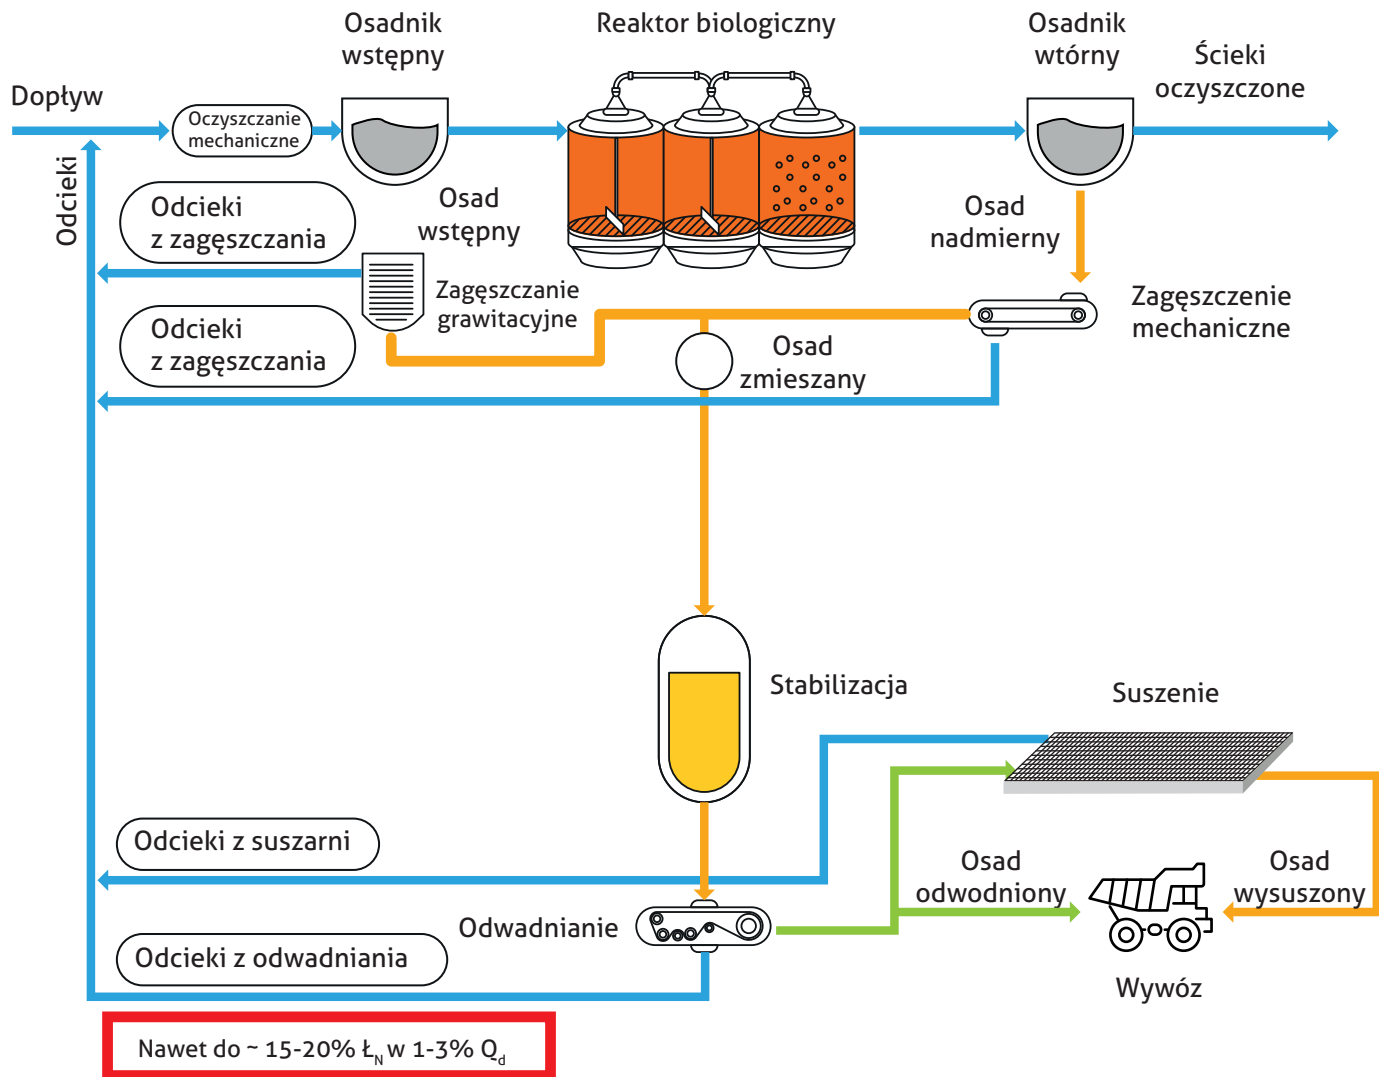 Osadnik
wstępny
Reaktor biologiczny
Osadnik
wtórny
Ścieki
oczyszczone
Dopływ
Oczyszczanie
mechaniczne
Odcieki
Odcieki
z zagęszczania
Osad
wstępny
Osad
nadmierny
Zagęszczanie
grawitacyjne
Zagęszczenie
mechaniczne
Odcieki
z zagęszczania
Osad
zmieszany
Stabilizacja
Suszenie
Odcieki z suszarni
Osad
odwodniony
Osad
wysuszony
Odwadnianie
Odcieki z odwadniania
Wywóz
Nawet do ~ 15-20% Ł_N w 1-3% Q_d